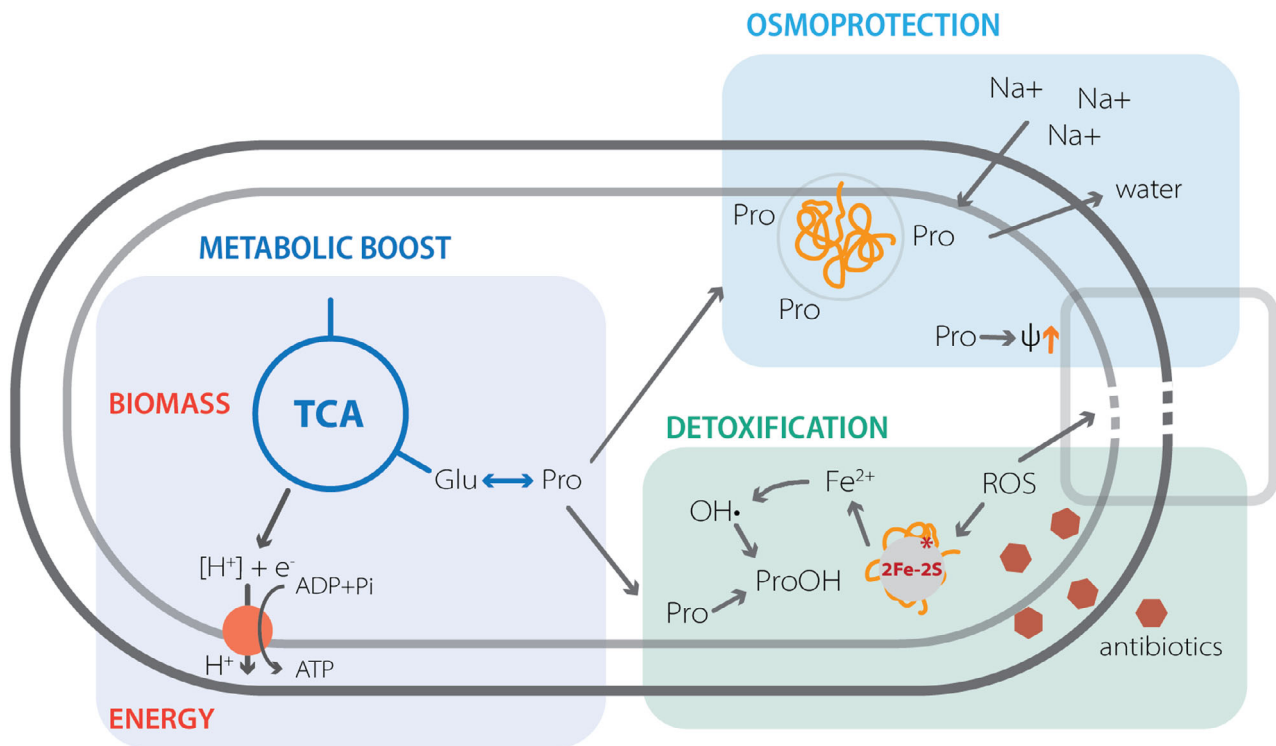 OSMOPROTECTION
Na+
Na+
Na+
water
Pro
Pro
Pro
Pro
ψ
METABOLIC BOOST
BIOMASS
TCA
Glu
Pro
[H⁺] + e⁻
ADP+Pi
H⁺
ATP
ENERGY
DETOXIFICATION
Fe²⁺
ROS
OH•
*
2Fe-2S
ProOH
Pro
antibiotics